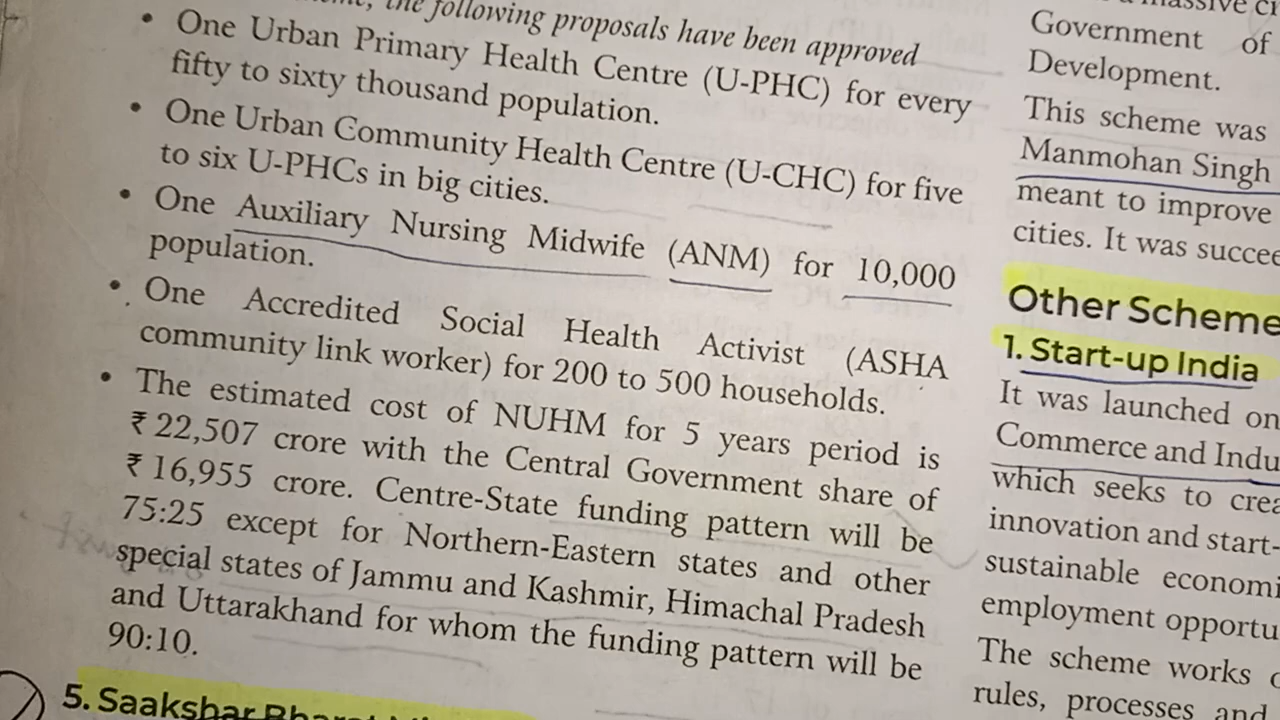 the following proposals have been approved
• One Urban Primary Health Centre (U-PHC) for every
fifty to sixty thousand population.
• One Urban Community Health Centre (U-CHC) for five
to six U-PHCs in big cities.
• One Auxiliary Nursing Midwife (ANM) for 10,000
population.
• One Accredited Social Health Activist (ASHA
community link worker) for 200 to 500 households.
• The estimated cost of NUHM for 5 years period is
₹ 22,507 crore with the Central Government share of
₹ 16,955 crore. Centre-State funding pattern will be
75:25 except for Northern-Eastern states and other
special states of Jammu and Kashmir, Himachal Pradesh
and Uttarakhand for whom the funding pattern will be
90:10.
5. Saakshar Bharat
Government of
Development.
This scheme was
Manmohan Singh
meant to improve
cities. It was
Other Scheme
1. Start-up India
It was launched on
Commerce and
which seeks to
innovation and start-
sustainable
employment
The scheme works
rules, processes and